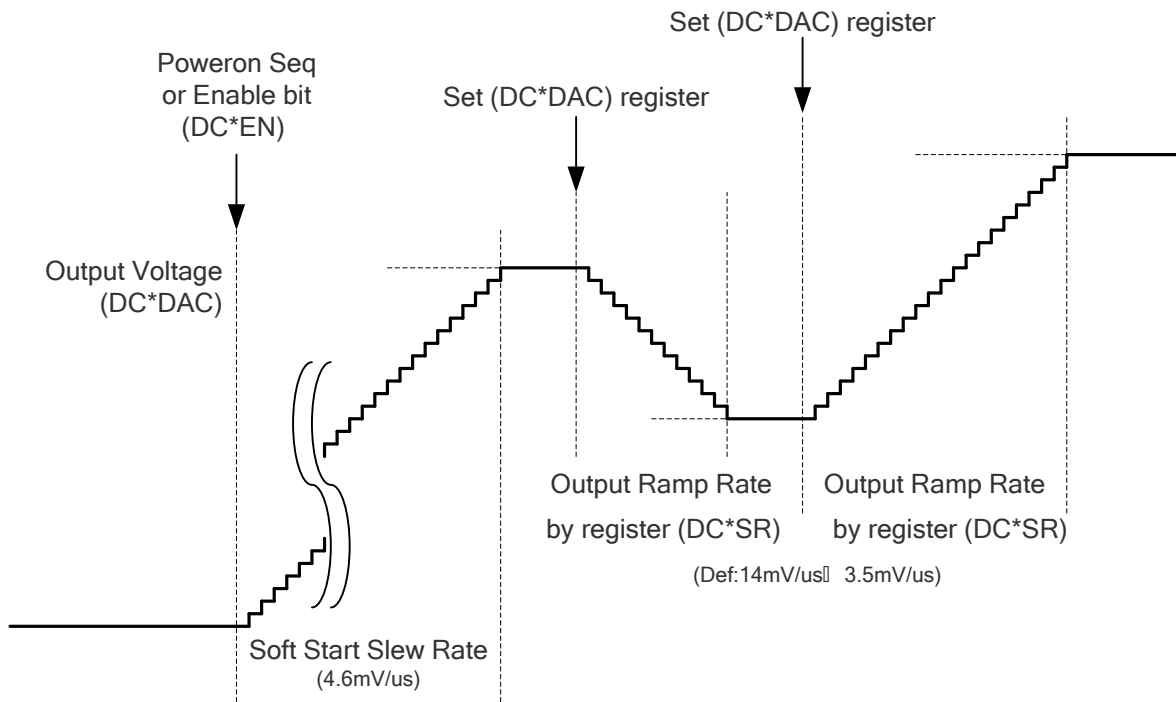 Set (DC*DAC) register
Poweron Seq
or Enable bit
(DC*EN)
Set (DC*DAC) register
Output Voltage
(DC*DAC)
Output Ramp Rate
by register (DC*SR)
Output Ramp Rate
by register (DC*SR)
(Def:14mV/us▯ 3.5mV/us)
Soft Start Slew Rate
(4.6mV/us)